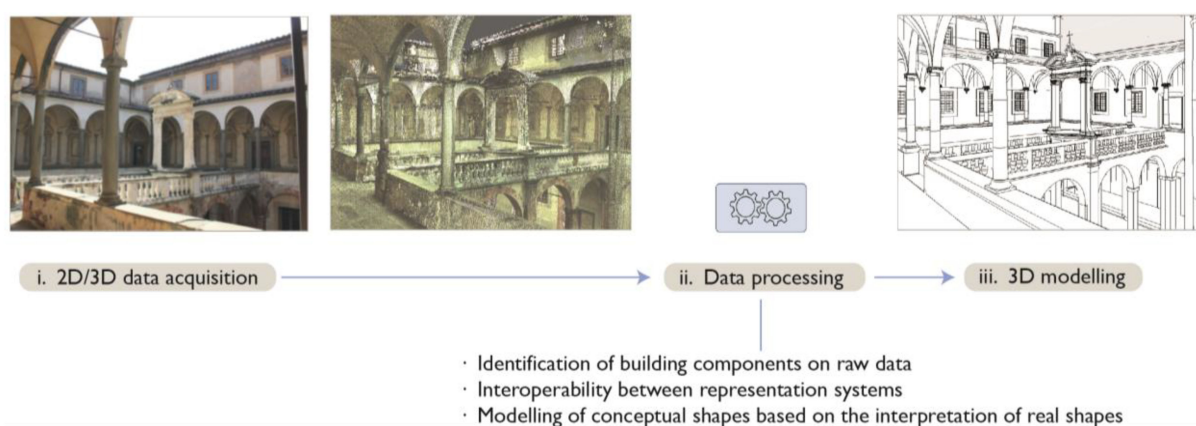 i. 2D/3D data acquisition
ii. Data processing
iii. 3D modelling
· Identification of building components on raw data
· Interoperability between representation systems
· Modelling of conceptual shapes based on the interpretation of real shapes